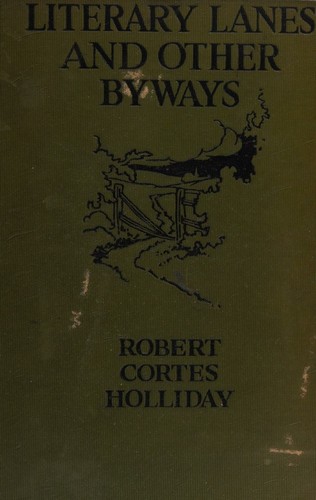 LITERARY LANES
AND OTHER
BYWAYS
ROBERT
CORTES
HOLLIDAY